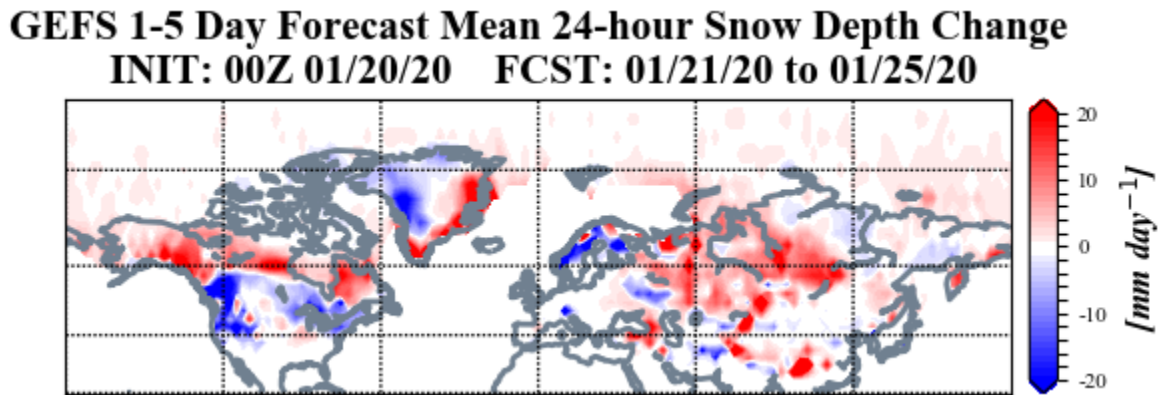 GEFS 1-5 Day Forecast Mean 24-hour Snow Depth Change
INIT: 00Z 01/20/20 FCST: 01/21/20 to 01/25/20
20
10
0
-10
-20
[mm day−1]